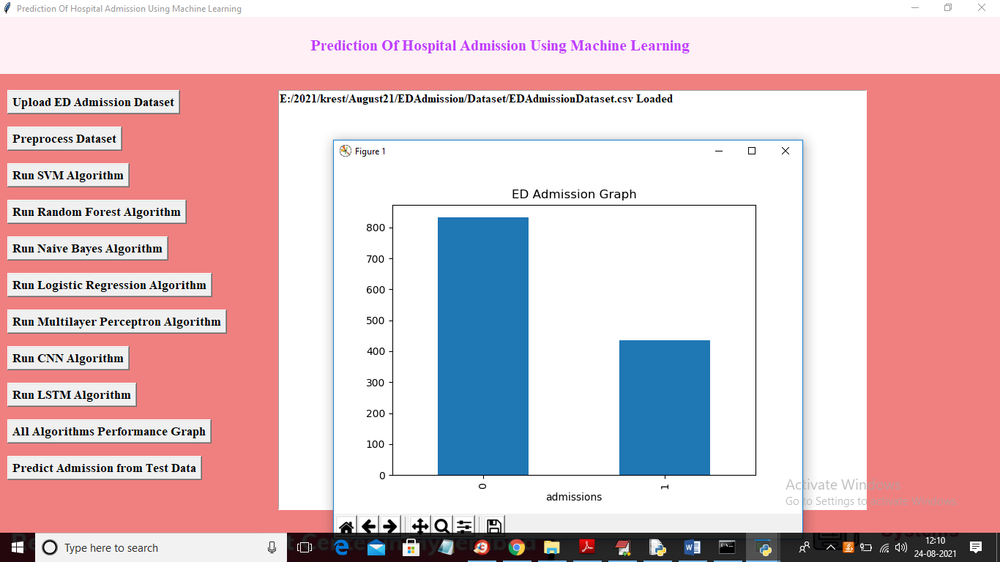 Prediction Of Hospital Admission Using Machine Learning
Prediction Of Hospital Admission Using Machine Learning
Upload ED Admission Dataset
Preprocess Dataset
Run SVM Algorithm
Run Random Forest Algorithm
Run Naive Bayes Algorithm
Run Logistic Regression Algorithm
Run Multilayer Perceptron Algorithm
Run CNN Algorithm
Run LSTM Algorithm
All Algorithms Performance Graph
Predict Admission from Test Data
E:/2021/krest/August21/EDAdmission/Dataset/EDAdmissionDataset.csv Loaded
Figure 1
ED Admission Graph
800
700
600
500
400
300
200
100
0
0
1
admissions
Activate Windows
Go to Settings to activate Windows.
Type here to search
12:10
24-08-2021